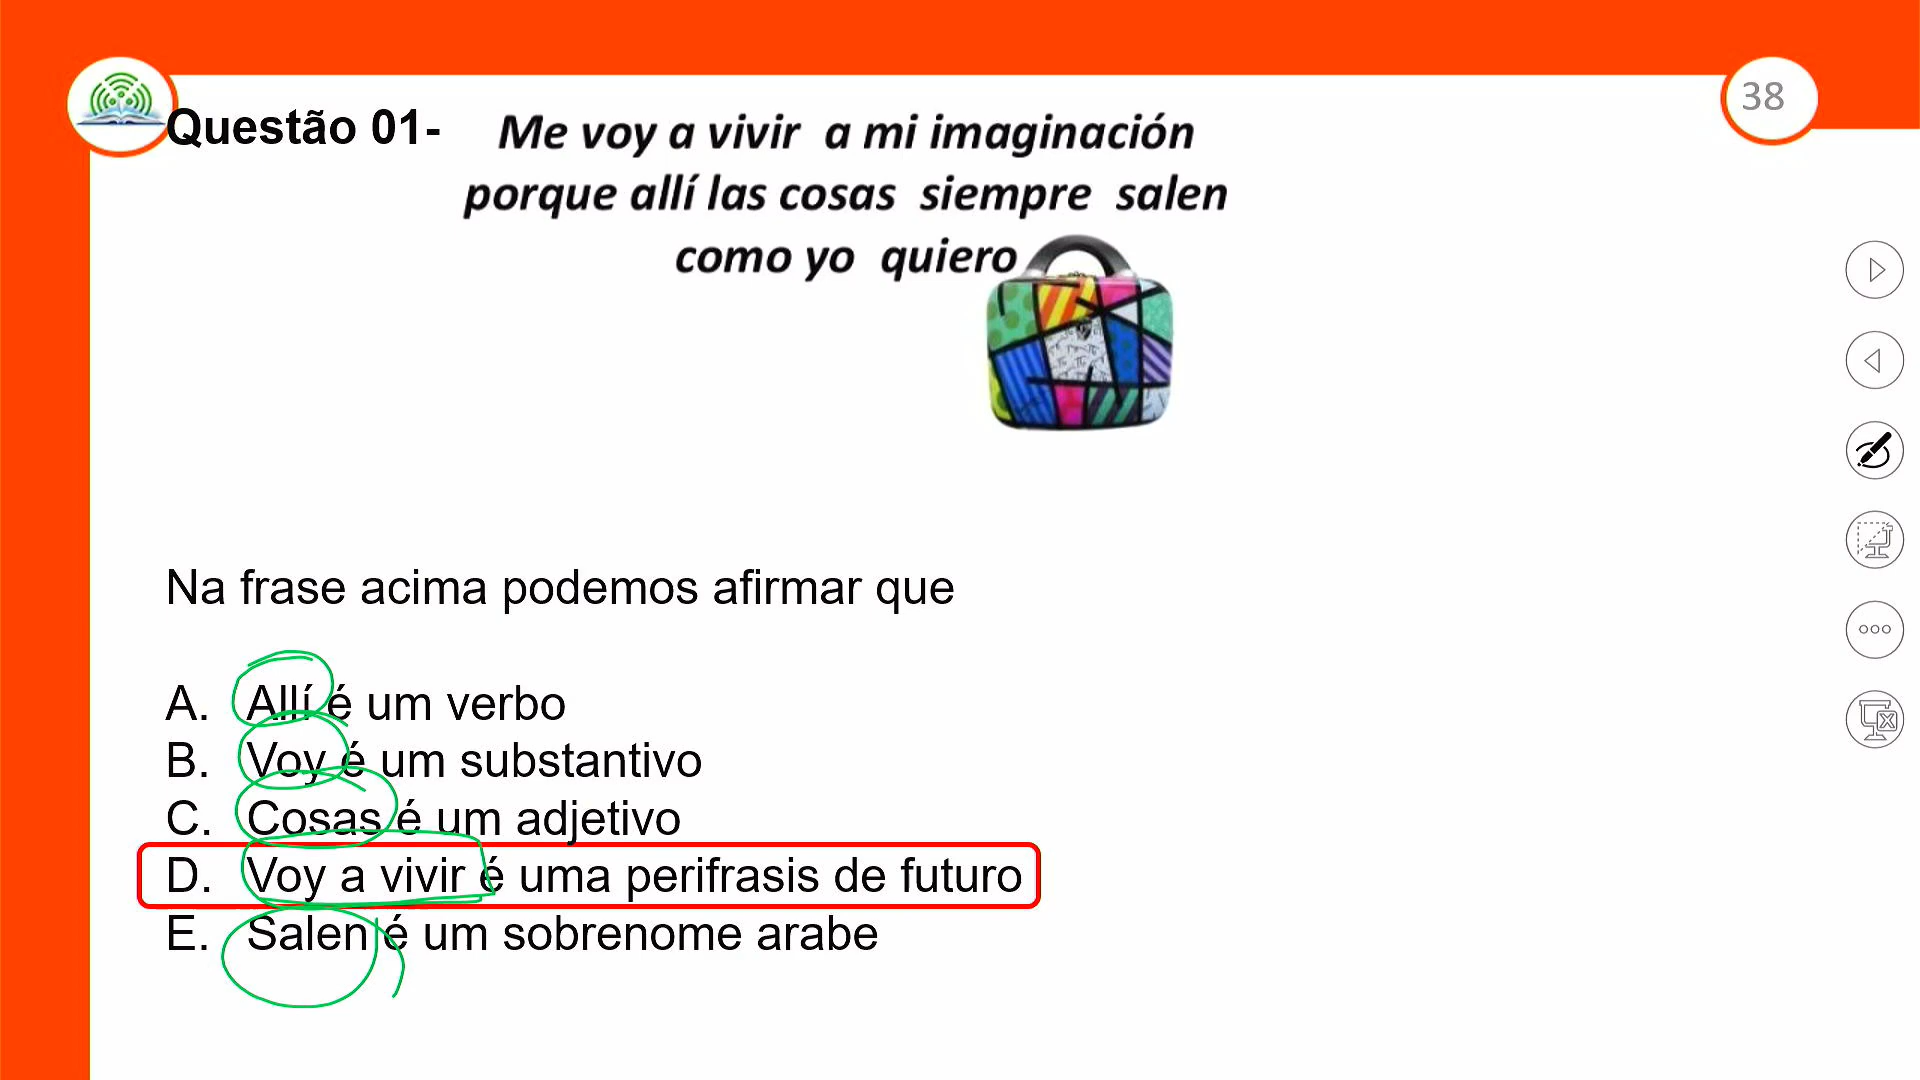 38
Questão 01-
Me voy a vivir a mi imaginación
porque allí las cosas siempre salen
como yo quiero
Na frase acima podemos afirmar que
A. Allí é um verbo
B. Voy é um substantivo
C. Cosas é um adjetivo
D. Voy a vivir é uma perifrasis de futuro
E. Salen é um sobrenome arabe